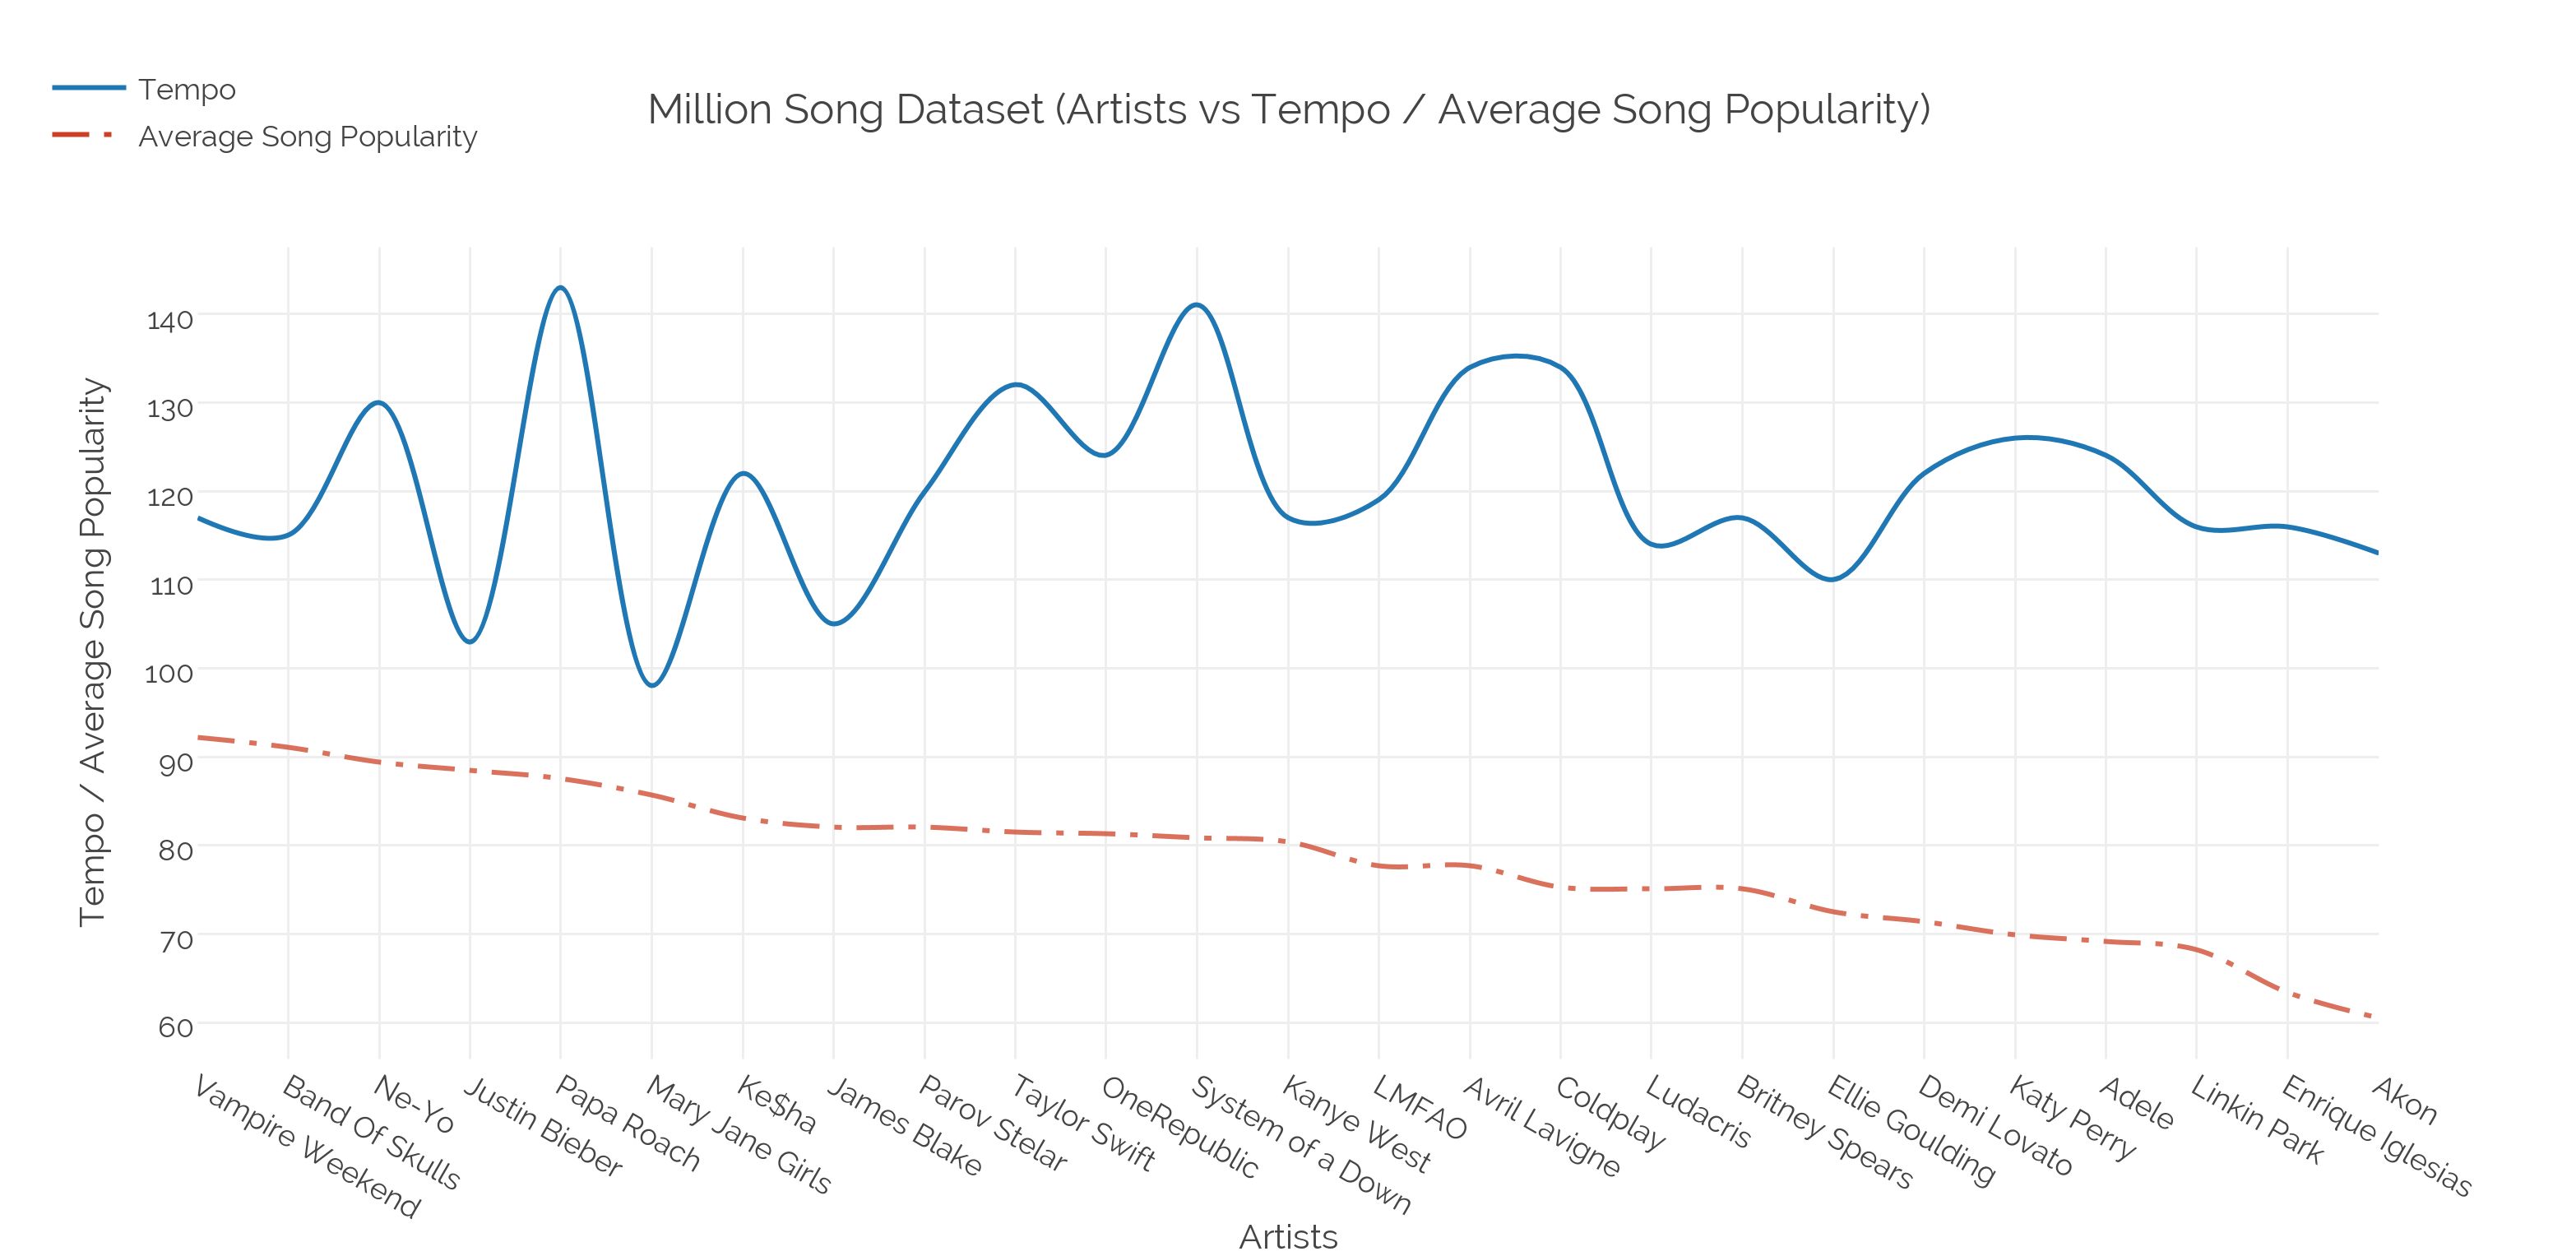 Tempo
Average Song Popularity
Million Song Dataset (Artists vs Tempo / Average Song Popularity)
Tempo / Average Song Popularity
140
130
120
110
100
90
80
70
60
Vampire Weekend
Band Of Skulls
Ne-Yo
Justin Bieber
Papa Roach
Mary Jane Girls
Ke$ha
James Blake
Parov Stelar
Taylor Swift
OneRepublic
System of a Down
Kanye West
LMFAO
Avril Lavigne
Coldplay
Ludacris
Britney Spears
Ellie Goulding
Demi Lovato
Katy Perry
Adele
Linkin Park
Enrique Iglesias
Akon
Artists